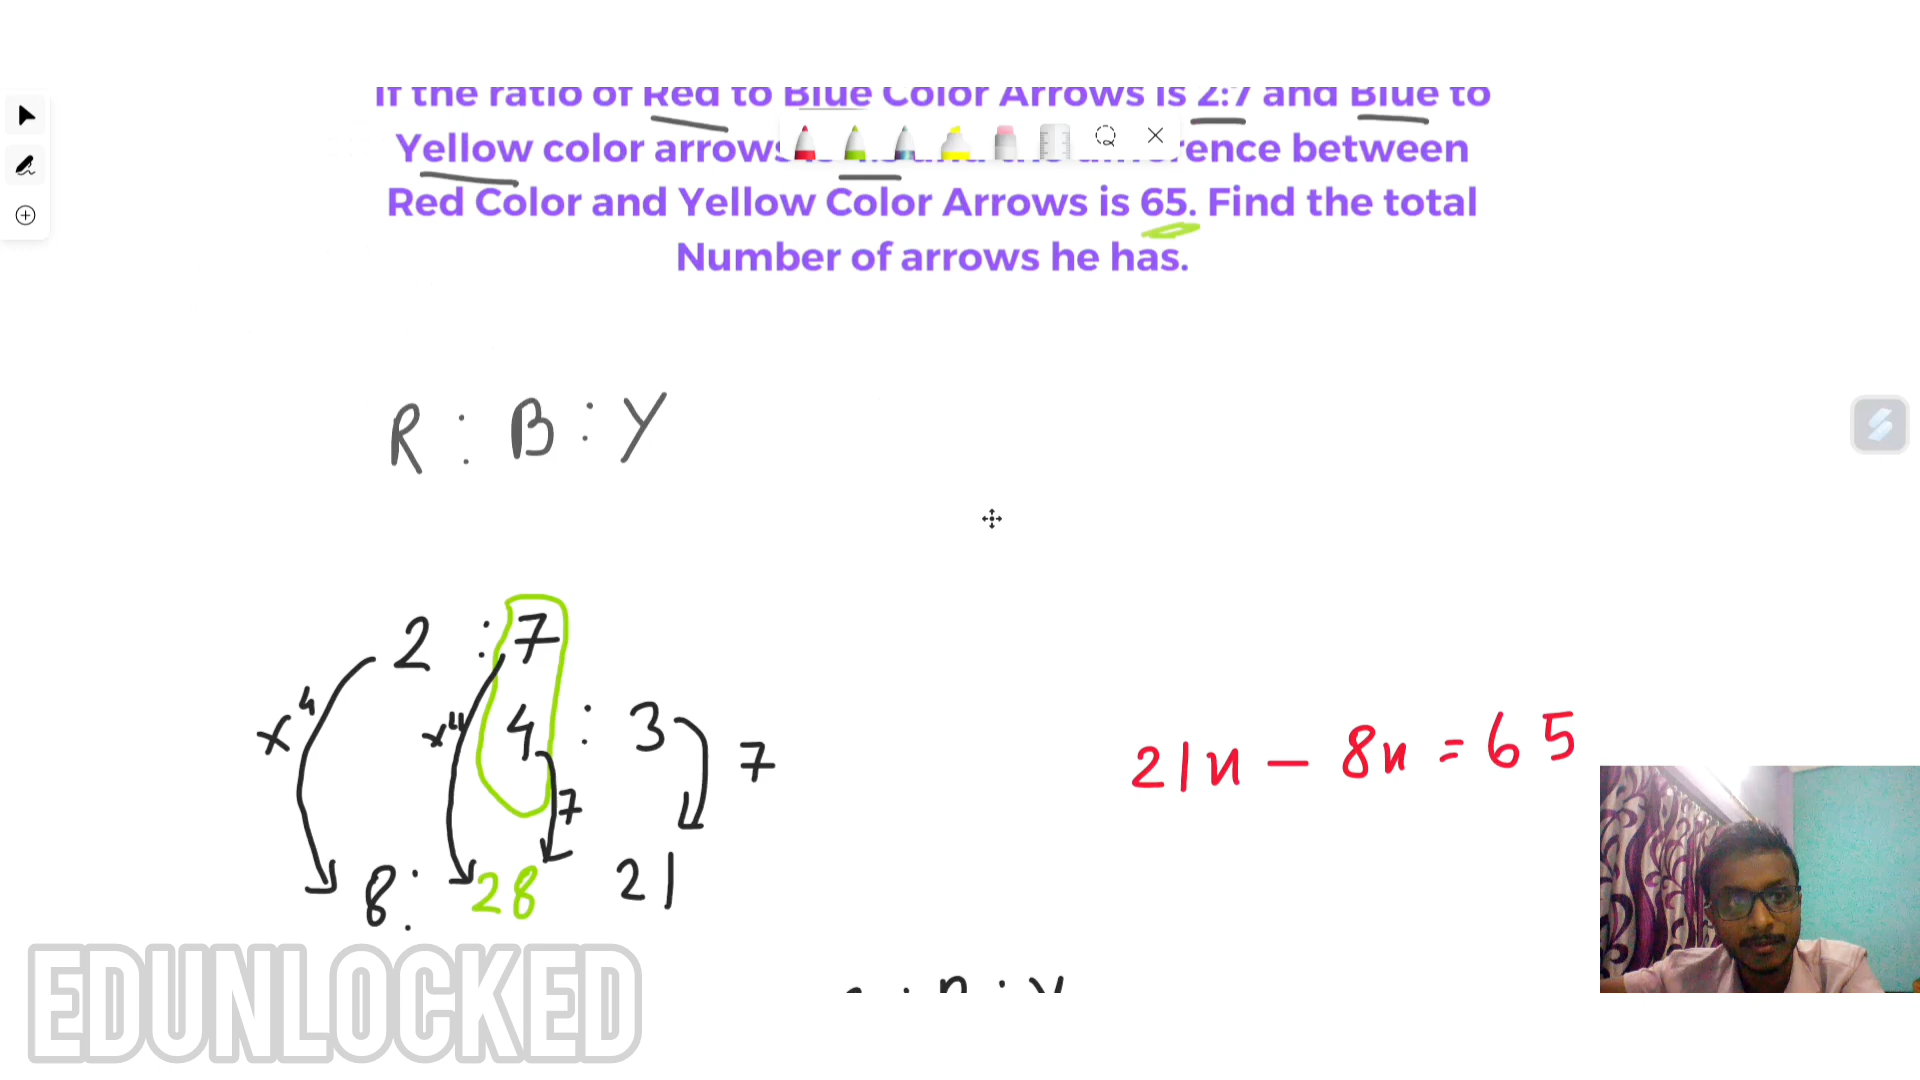 If the ratio of Red to Blue Color Arrows is 2:7 and Blue to
Yellow color arrows ence between
Red Color and Yellow Color Arrows is 65. Find the total
Number of arrows he has.
R : B : Y
2 : 7
x4 x4 4 : 3 7
7
8 : 28 21
21x - 8x = 65
EDUNLOCKED